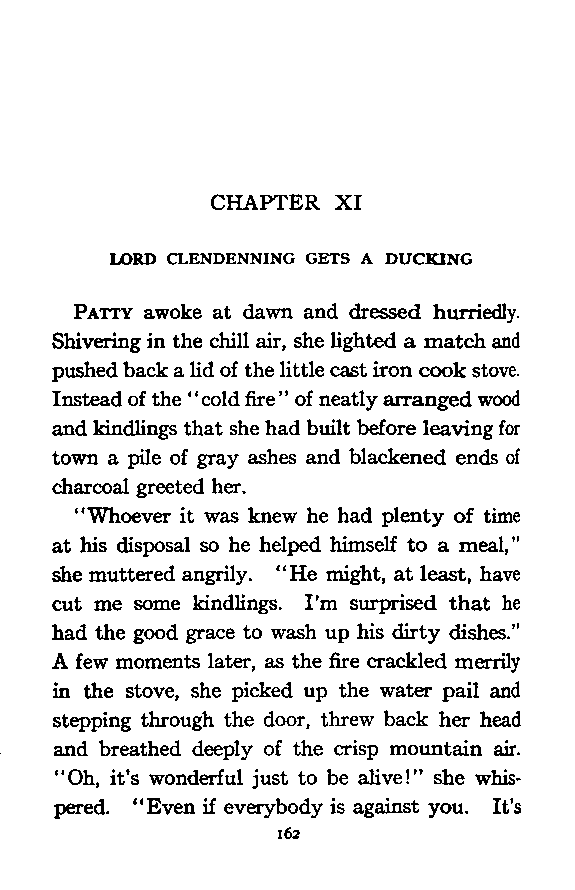 CHAPTER XI
LORD CLENDENNING GETS A DUCKING
PATTY awoke at dawn and dressed hurriedly.
Shivering in the chill air, she lighted a match and
pushed back a lid of the little cast iron cook stove.
Instead of the "cold fire" of neatly arranged wood
and kindlings that she had built before leaving for
town a pile of gray ashes and blackened ends of
charcoal greeted her.
"Whoever it was knew he had plenty of time
at his disposal so he helped himself to a meal,"
she muttered angrily. "He might, at least, have
cut me some kindlings. I'm surprised that he
had the good grace to wash up his dirty dishes."
A few moments later, as the fire crackled merrily
in the stove, she picked up the water pail and
stepping through the door, threw back her head
and breathed deeply of the crisp mountain air.
"Oh, it's wonderful just to be alive!" she whis-
pered. "Even if everybody is against you. It's
162